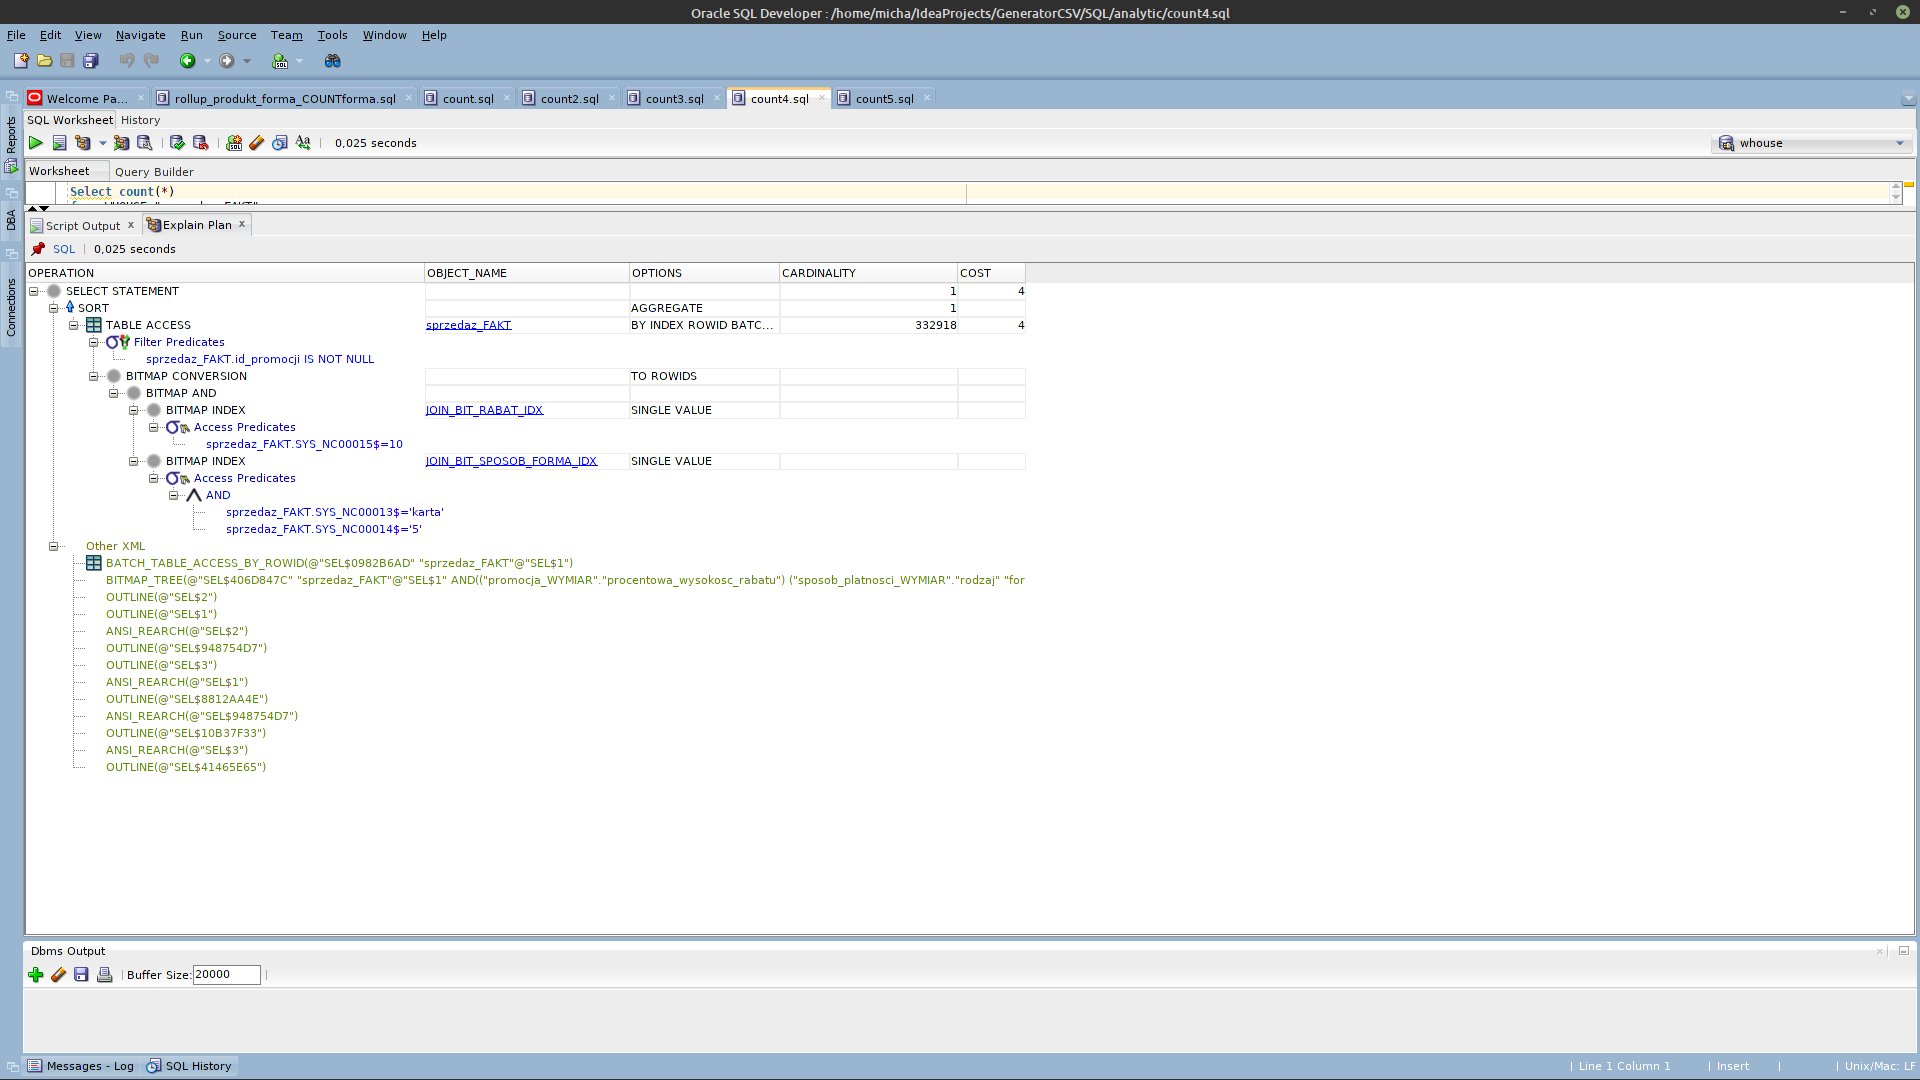 Oracle SQL Developer : /home/micha/IdeaProjects/GeneratorCSV/SQL/analytic/count4.sql
File Edit View Navigate Run Source Team Tools Window Help
Welcome Pa... rollup_produkt_forma_COUNTforma.sql count.sql count2.sql count3.sql count4.sql count5.sql
SQL Worksheet History
0,025 seconds
whouse
Worksheet Query Builder
Select count(*)
Script Output Explain Plan
SQL 0,025 seconds
OPERATION OBJECT_NAME OPTIONS CARDINALITY COST
SELECT STATEMENT 1 4
SORT AGGREGATE 1
TABLE ACCESS sprzedaz_FAKT BY INDEX ROWID BATC... 332918 4
Filter Predicates
sprzedaz_FAKT.id_promocji IS NOT NULL
BITMAP CONVERSION TO ROWIDS
BITMAP AND
BITMAP INDEX JOIN_BIT_RABAT_IDX SINGLE VALUE
Access Predicates
sprzedaz_FAKT.SYS_NC00015$=10
BITMAP INDEX JOIN_BIT_SPOSOB_FORMA_IDX SINGLE VALUE
Access Predicates
AND
sprzedaz_FAKT.SYS_NC00013$='karta'
sprzedaz_FAKT.SYS_NC00014$='5'
Other XML
BATCH_TABLE_ACCESS_BY_ROWID(@"SEL$0982B6AD" "sprzedaz_FAKT"@"SEL$1")
BITMAP_TREE(@"SEL$406D847C" "sprzedaz_FAKT"@"SEL$1" AND(("promocja_WYMIAR"."procentowa_wysokosc_rabatu") ("sposob_platnosci_WYMIAR"."rodzaj" "for
OUTLINE(@"SEL$2")
OUTLINE(@"SEL$1")
ANSI_REARCH(@"SEL$2")
OUTLINE(@"SEL$948754D7")
OUTLINE(@"SEL$3")
ANSI_REARCH(@"SEL$1")
OUTLINE(@"SEL$8812AA4E")
ANSI_REARCH(@"SEL$948754D7")
OUTLINE(@"SEL$10B37F33")
ANSI_REARCH(@"SEL$3")
OUTLINE(@"SEL$41465E65")
Dbms Output
Buffer Size: 20000
Messages - Log SQL History
Line 1 Column 1 Insert Unix/Mac: LF
Reports
DBA
Connections